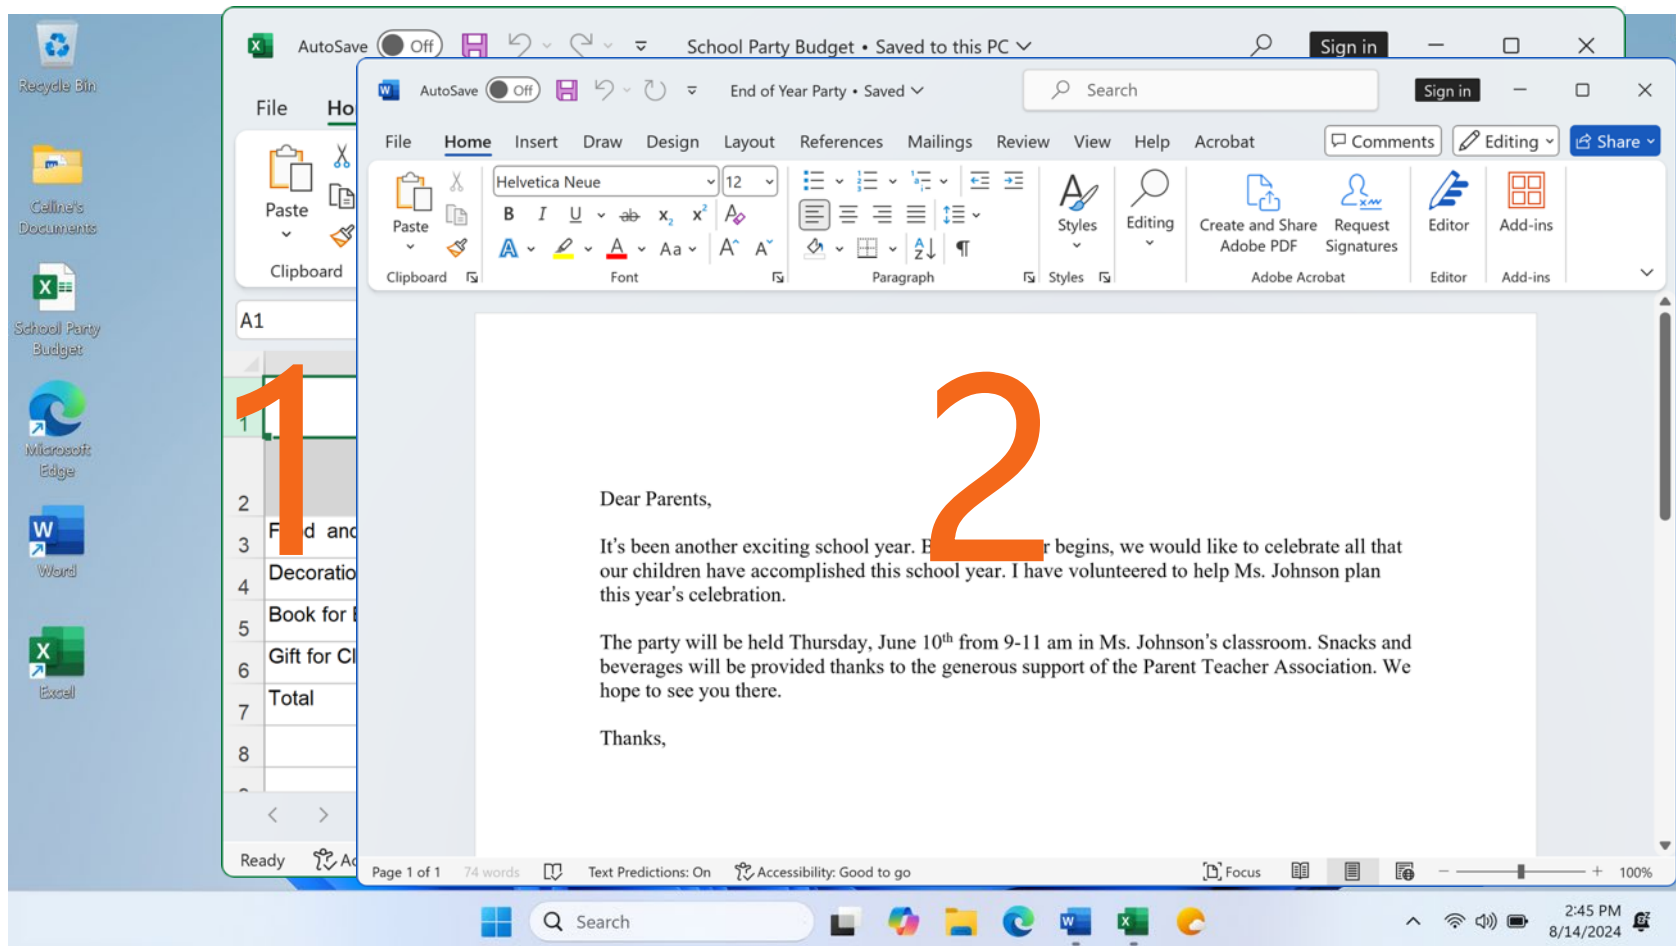 Recycle Bin
Celine's
Documents
School Party
Budget
Microsoft
Edge
Word
Excel
AutoSave Off School Party Budget • Saved to this PC Sign in
File
Paste
Clipboard
A1
1
1
2
3
Decoratio
4
Book for
5
Gift for Cl
6
Total
7
8
Ready
AutoSave Off End of Year Party • Saved Search Sign in
File Home Insert Draw Design Layout References Mailings Review View Help Acrobat Comments Editing Share
Helvetica Neue 12
Paste
Clipboard Font Paragraph
Styles
Styles
Editing
Create and Share
Adobe PDF
Request
Signatures
Adobe Acrobat
Editor
Editor
Add-ins
Add-ins
2
Dear Parents,
It's been another exciting school year. begins, we would like to celebrate all that
our children have accomplished this school year. I have volunteered to help Ms. Johnson plan
this year's celebration.
The party will be held Thursday, June 10th from 9-11 am in Ms. Johnson's classroom. Snacks and
beverages will be provided thanks to the generous support of the Parent Teacher Association. We
hope to see you there.
Thanks,
Page 1 of 1 74 words Text Predictions: On Accessibility: Good to go Focus 100%
Search
2:45 PM
8/14/2024